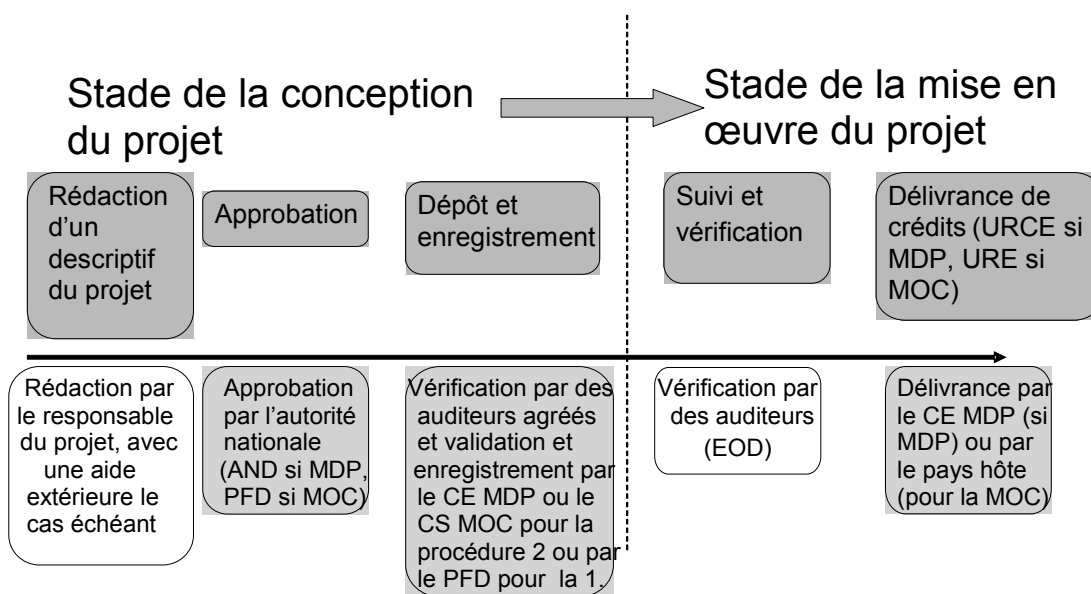 Stade de la conception
du projet
Stade de la mise en
œuvre du projet
Rédaction
d’un
descriptif
du projet
Approbation
Dépôt et
enregistrement
Suivi et
vérification
Délivrance de
crédits (URCE si
MDP, URE si
MOC)
Rédaction par
le responsable
du projet, avec
une aide
extérieure le
cas échéant
Approbation
par l’autorité
nationale
(AND si MDP,
PFD si MOC)
Vérification par des
auditeurs agréés
et validation et
enregistrement par
le CE MDP ou le
CS MOC pour la
procédure 2 ou par
le PFD pour la 1.
Vérification par
des auditeurs
(EOD)
Délivrance par
le CE MDP (si
MDP) ou par
le pays hôte
(pour la MOC)